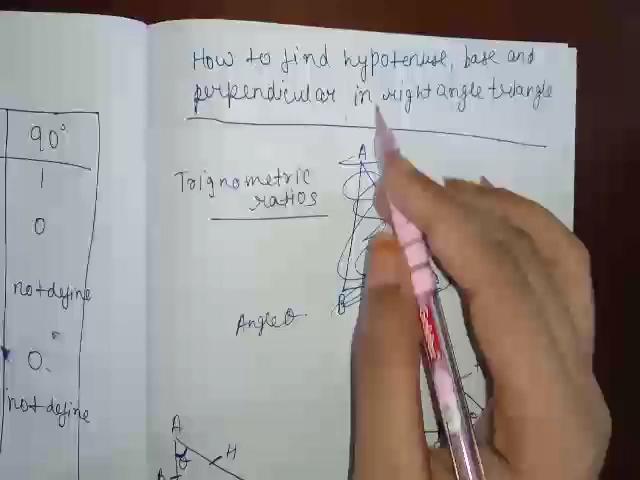 How to find hypotenuse, base and
perpendicular in right angle triangle
90°
1
0
not define
0.
not define
Trignometric
ratios
A
B
Angle θ
A
θ
H